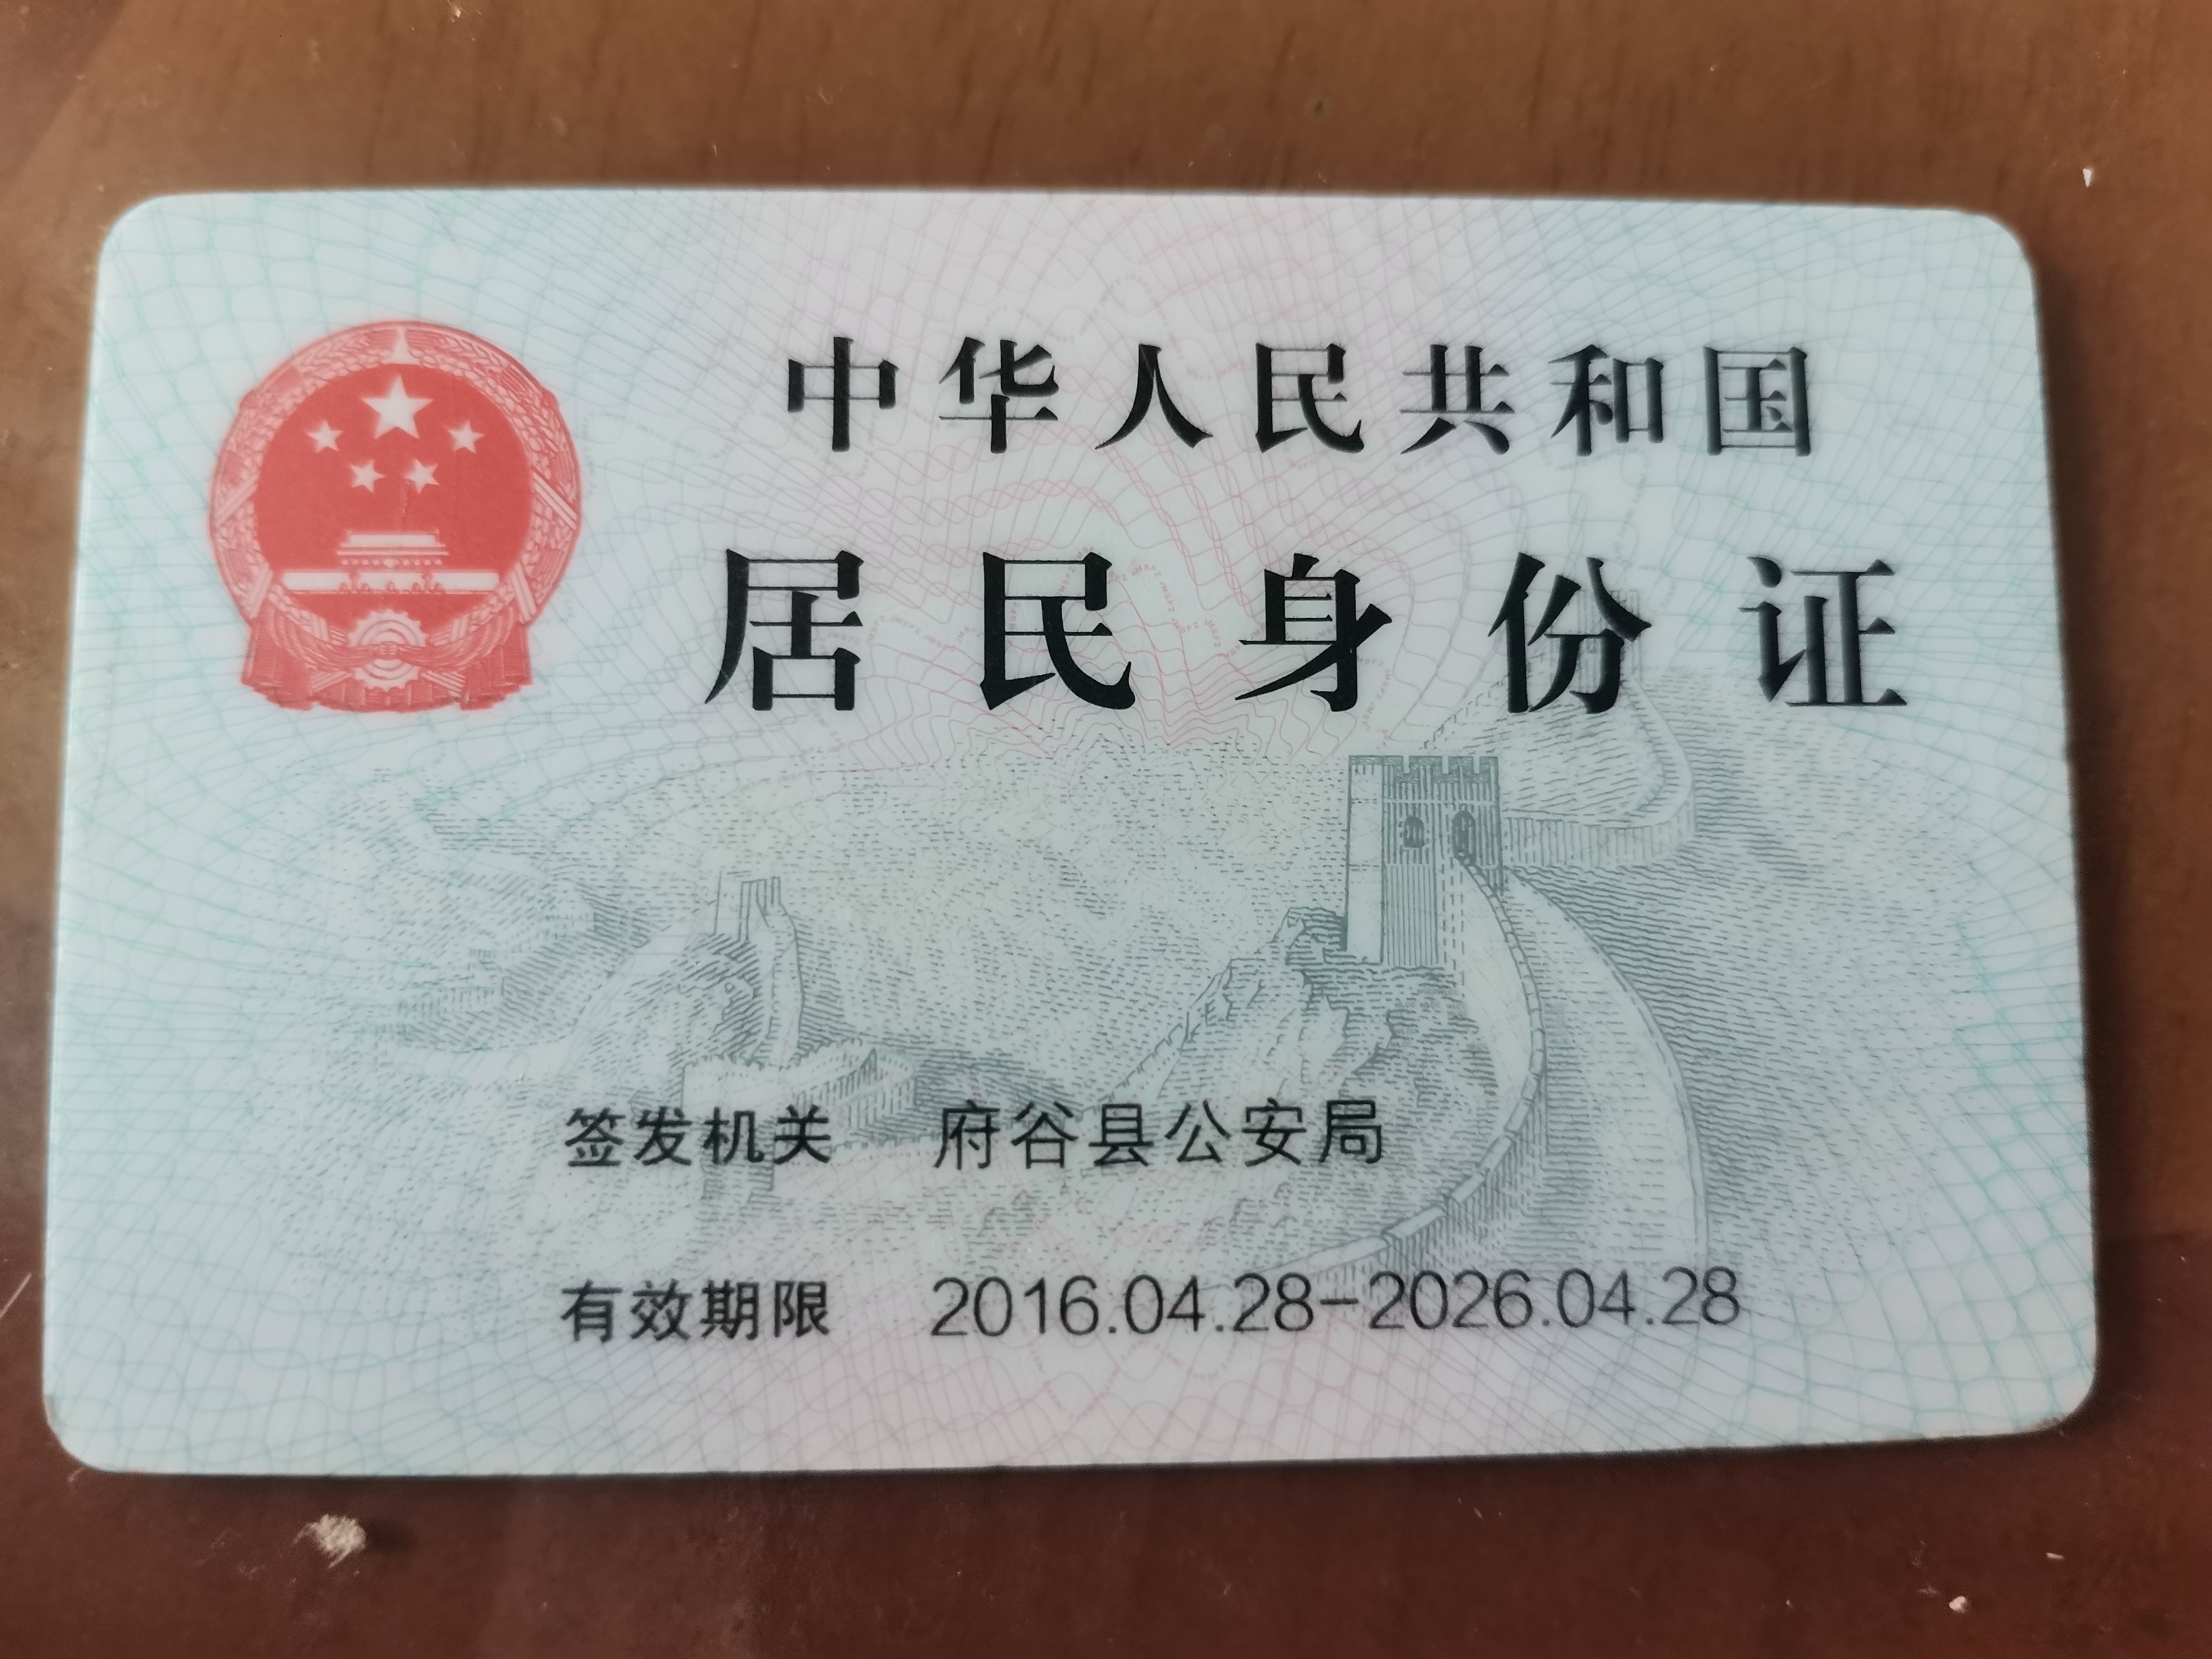 中华人民共和国
居民身份证
签发机关 府谷县公安局
有效期限 2016.04.28-2026.04.28